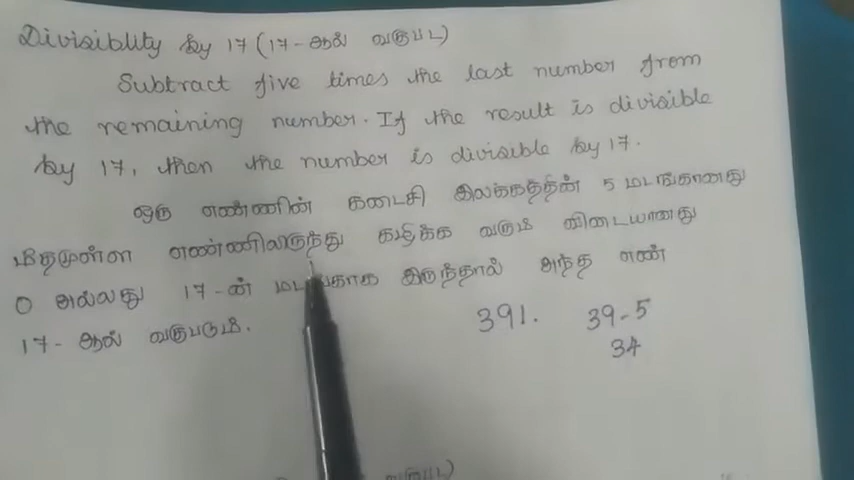 Divisiblity by 17 (17-ஆல் வகுபட)
Subtract five times the last number from
the remaining number. If the result is divisible
by 17, then the number is divisible by 17.
ஒரு எண்ணின் கடைசி இலக்கத்தின் 5 மடங்கானது
மீதமுள்ள எண்ணிலிருந்து கழிக்க வரும் விடையானது
0 அல்லது 17-ன் மடங்காக இருந்தால் அந்த எண்
17-ஆல் வகுபடும்.
391. 39-5
34